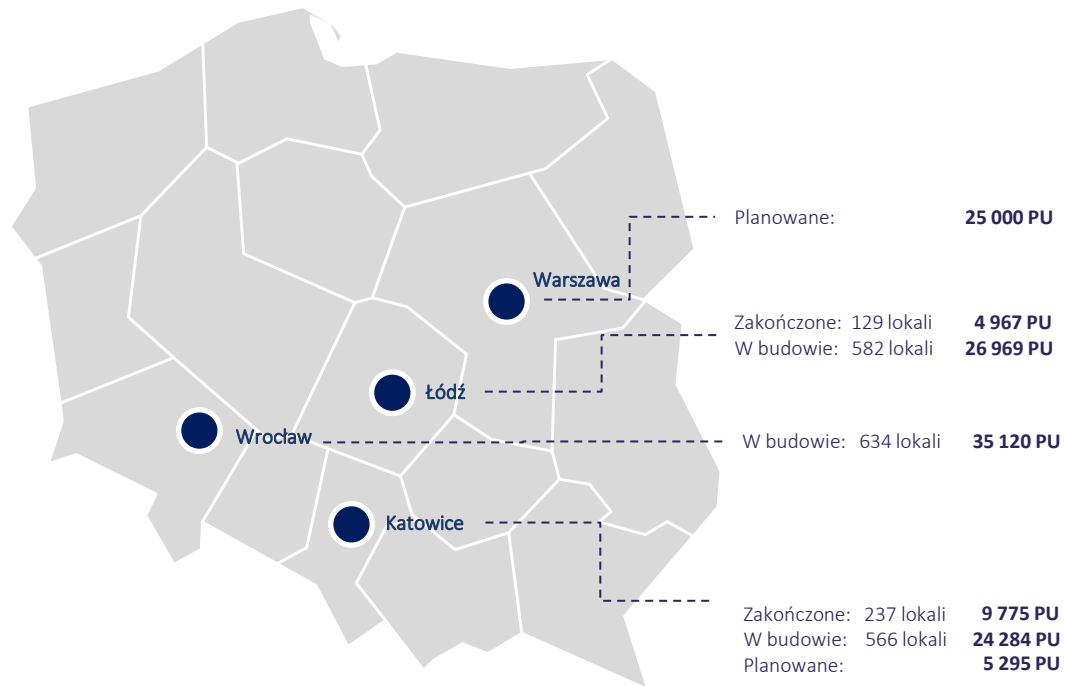 Planowane: 25 000 PU
Warszawa
Zakończone: 129 lokali 4 967 PU
W budowie: 582 lokali 26 969 PU
Łódź
Wrocław
W budowie: 634 lokali 35 120 PU
Katowice
Zakończone: 237 lokali 9 775 PU
W budowie: 566 lokali 24 284 PU
Planowane: 5 295 PU